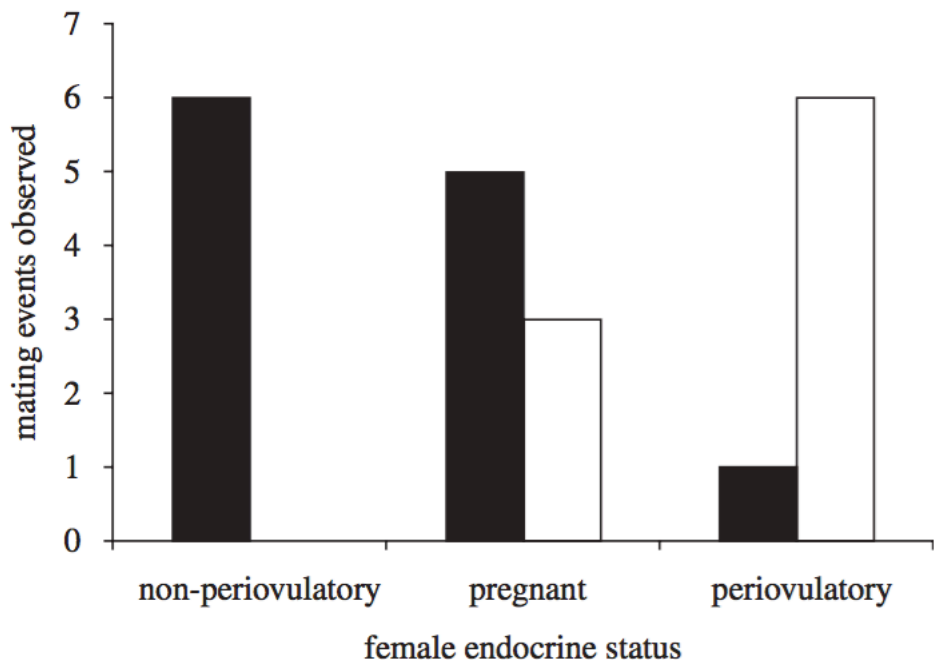 7
6
5
4
3
2
1
0
mating events observed
non-periovulatory pregnant periovulatory
female endocrine status